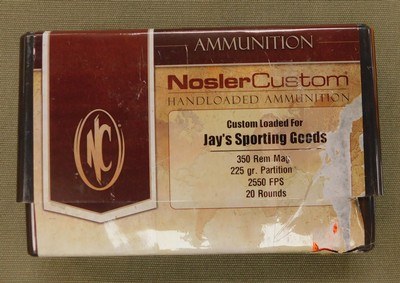 AMMUNITION
NoslerCustom®
HANDLOADED AMMUNITION
NC
Custom Loaded For
Jay's Sporting Goods
350 Rem Mag
225 gr. Partition
2550 FPS
20 Rounds